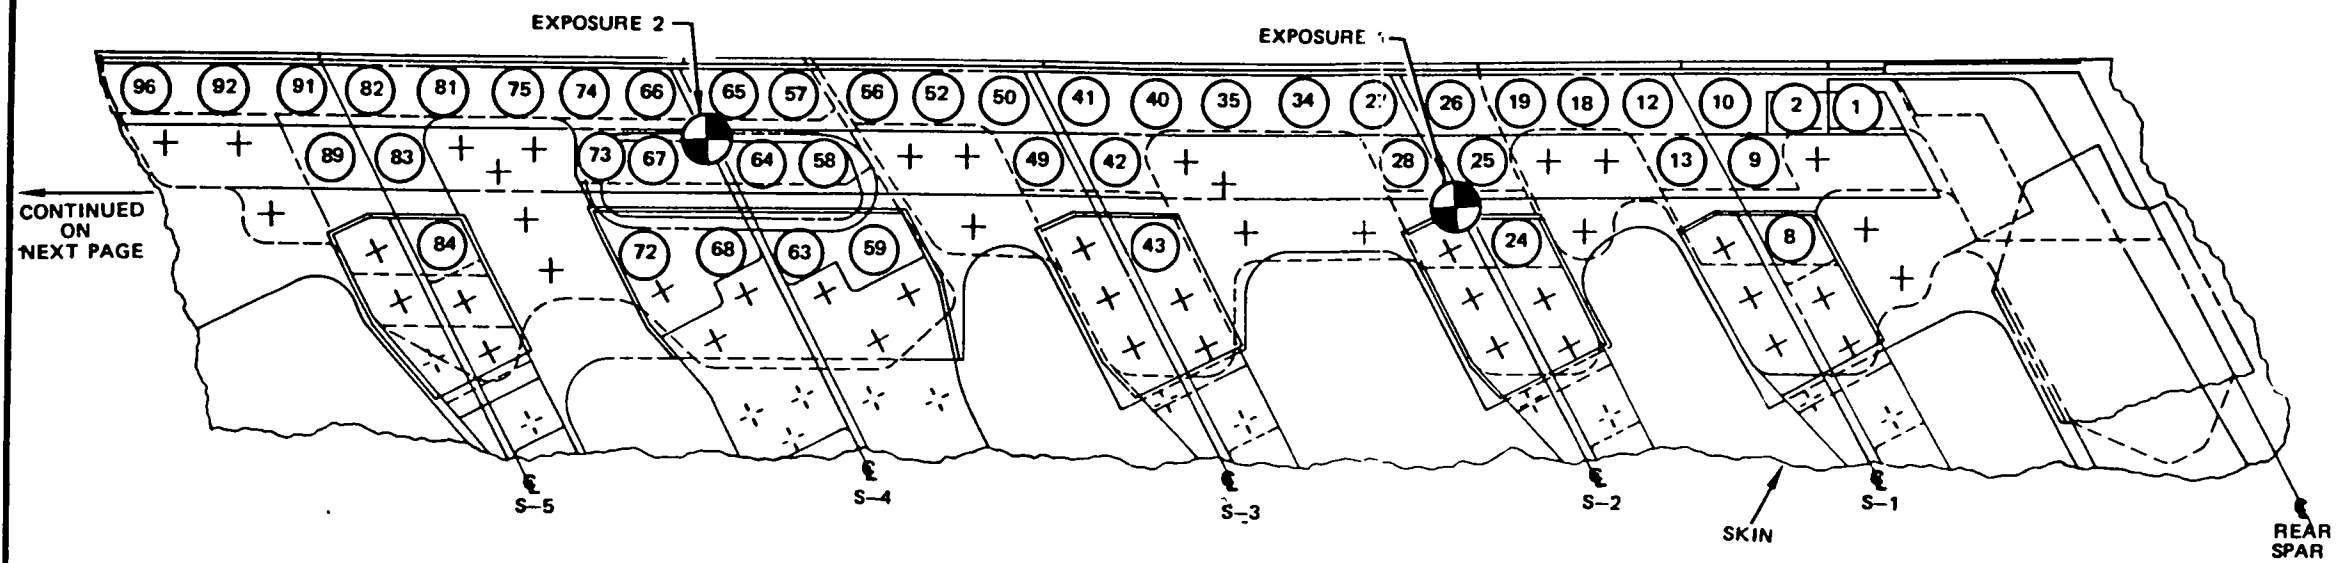 EXPOSURE 2
EXPOSURE
96 92 91 82 81 75 74 66 65 57 56 52 50 41 40 35 34 27 26 19 18 12 10 2 1
89 83 73 67 64 58 49 42 28 25 13 9
CONTINUED
ON
NEXT PAGE
84 72 68 63 59 43 24 8
S-5
S-4
S-3
S-2
S-1
SKIN
REAR
SPAR